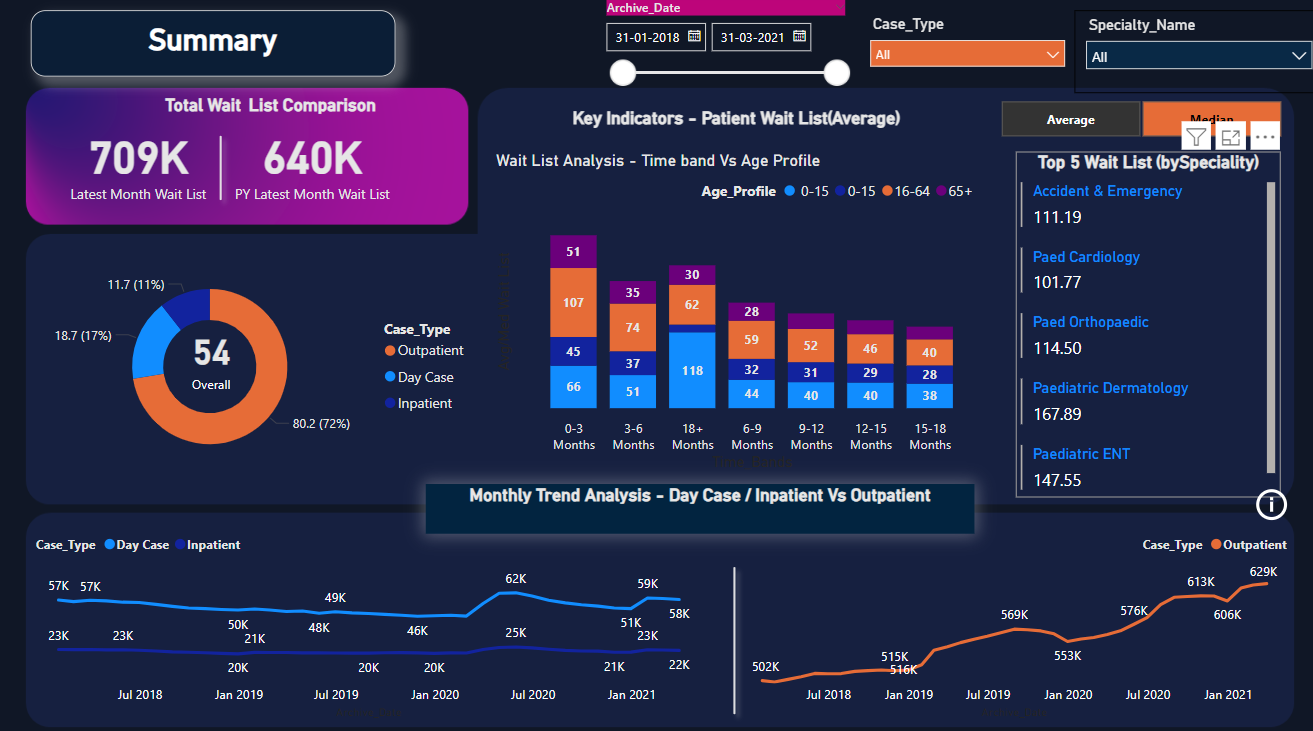 Summary
Archive_Date
31-01-2018
31-03-2021
Case_Type
All
Specialty_Name
All
Total Wait List Comparison
709K
640K
Latest Month Wait List
PY Latest Month Wait List
Key Indicators - Patient Wait List(Average)
Average
Median
Wait List Analysis - Time band Vs Age Profile
Age_Profile 0-15 0-15 16-64 65+
51
107
45
66
35
74
37
51
30
62
118
28
59
32
44
52
31
40
46
29
40
40
28
38
0-3
Months
3-6
Months
18+
Months
6-9
Months
9-12
Months
12-15
Months
15-18
Months
Top 5 Wait List (bySpeciality)
Accident & Emergency
111.19
Paed Cardiology
101.77
Paed Orthopaedic
114.50
Paediatric Dermatology
167.89
Paediatric ENT
147.55
11.7 (11%)
18.7 (17%)
80.2 (72%)
54
Overall
Case_Type
Outpatient
Day Case
Inpatient
Monthly Trend Analysis - Day Case / Inpatient Vs Outpatient
Case_Type Day Case Inpatient
57K 57K 50K 48K 49K 46K 62K 51K 59K 58K
23K 23K 20K 21K 20K 20K 25K 21K 23K 22K
Jul 2018 Jan 2019 Jul 2019 Jan 2020 Jul 2020 Jan 2021
Case_Type Outpatient
502K 515K 516K 569K 553K 576K 613K 606K 629K
Jul 2018 Jan 2019 Jul 2019 Jan 2020 Jul 2020 Jan 2021